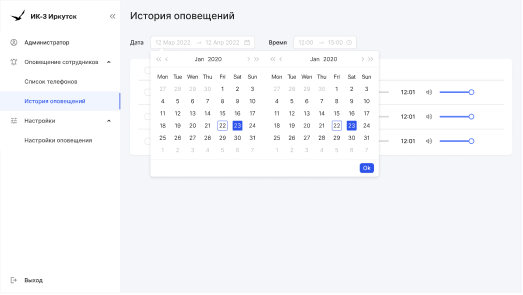 ИК-3 Иркутск
Администратор
Оповещение сотрудников
Список телефонов
История оповещений
Настройки
Настройки оповещения
Выход
История оповещений
Дата 12 Мар 2022 → 12 Апр 2022 Время 12:00 → 15:00
Jan 2020 Jan 2020
Mon Tue Wed Thu Fri Sat Sun Mon Tue Wed Thu Fri Sat Sun
27 28 29 30 1 2 3 27 28 29 30 1 2 3
4 5 6 7 8 9 10 4 5 6 7 8 9 10
11 12 13 14 15 16 17 11 12 13 14 15 16 17
18 19 20 21 22 23 24 18 19 20 21 22 23 24
25 26 27 28 29 30 31 25 26 27 28 29 30 31
1 2 3 4 5 6 7 1 2 3 4 5 6 7
Ok
12:01
12:01
12:01